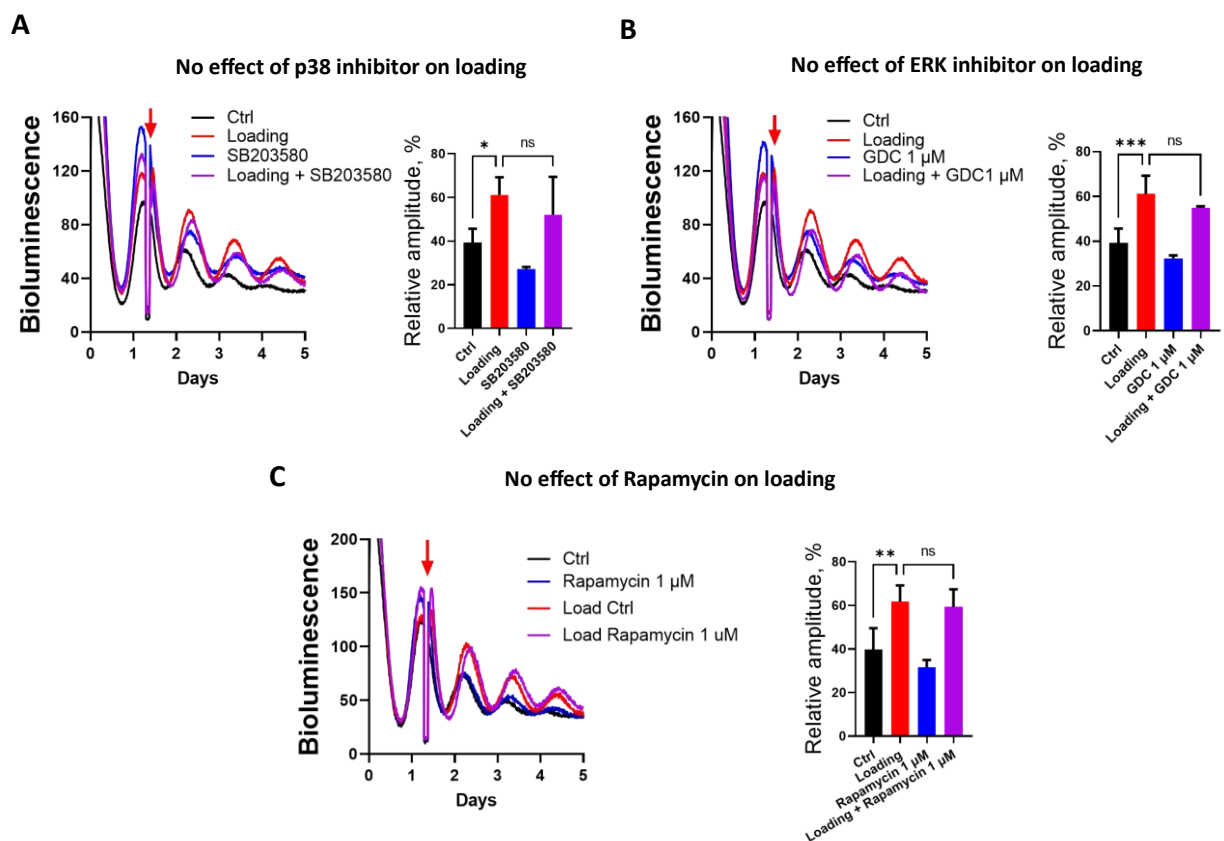 A
No effect of p38 inhibitor on loading
Bioluminescence
160
120
80
40
0
0 1 2 3 4 5
Days
Ctrl
Loading
SB203580
Loading + SB203580
Relative amplitude, %
80
60
40
20
0
* ns
Ctrl
Loading
SB203580
Loading + SB203580
B
No effect of ERK inhibitor on loading
Bioluminescence
160
120
80
40
0
0 1 2 3 4 5
Days
Ctrl
Loading
GDC 1 µM
Loading + GDC1 µM
Relative amplitude, %
80
60
40
20
0
*** ns
Ctrl
Loading
GDC 1 µM
Loading + GDC 1 µM
C
No effect of Rapamycin on loading
Bioluminescence
200
150
100
50
0
0 1 2 3 4 5
Days
Ctrl
Rapamycin 1 µM
Load Ctrl
Load Rapamycin 1 uM
Relative amplitude, %
80
60
40
20
0
** ns
Ctrl
Loading
Rapamycin 1 µM
Loading + Rapamycin 1 µM